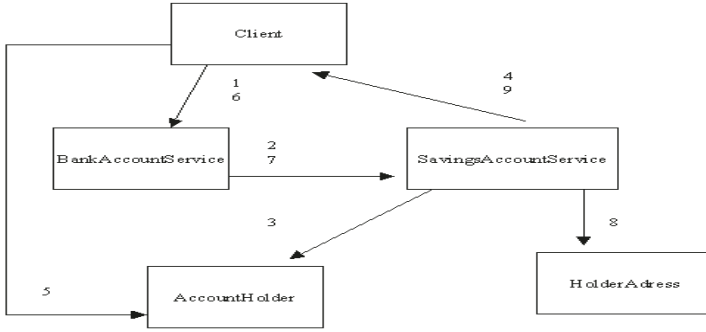 Client
1
6
4
9
BankAccountService
2
7
SavingsAccountService
3
8
5
AccountHolder
HolderAdress